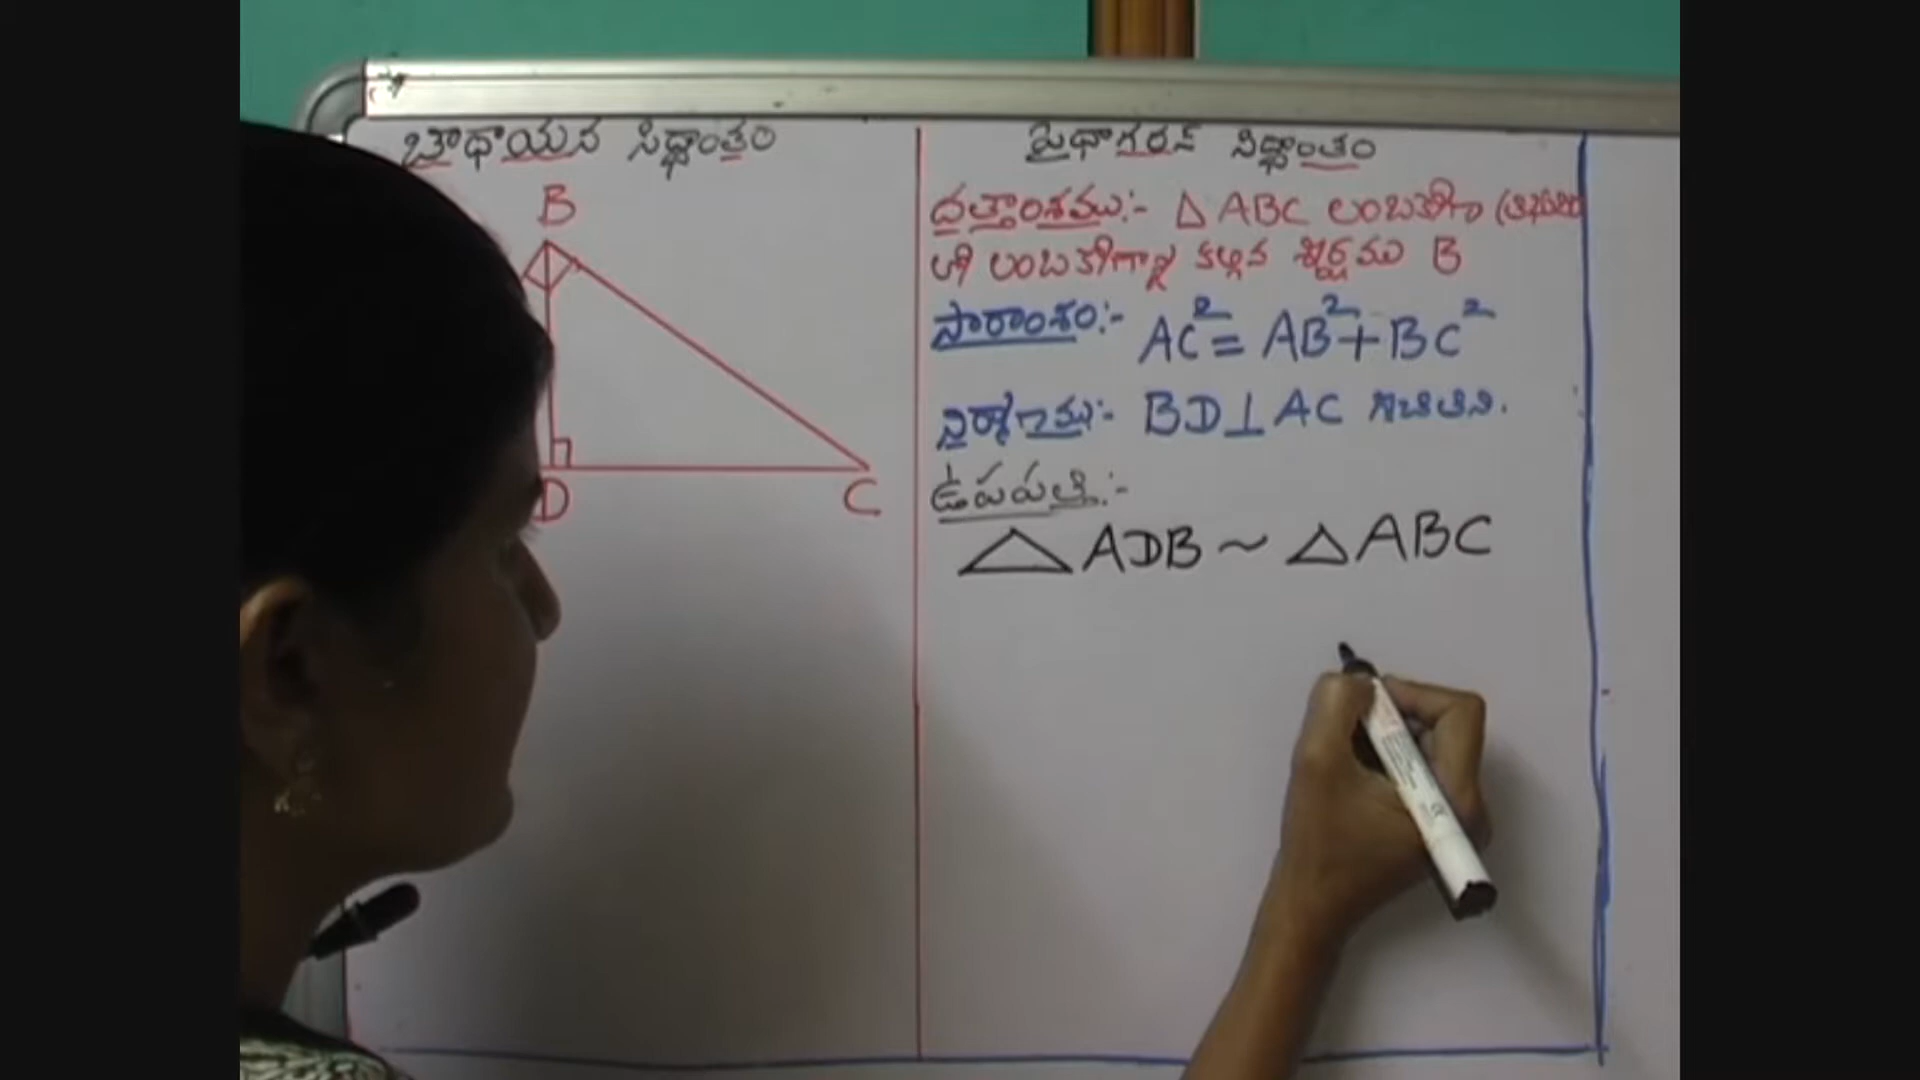 బౌధాయన సిద్ధాంతం
B
D
C
పైథాగరస్ సిద్ధాంతం
దత్తాంశము:- △ ABC లంబకోణ
లో లంబకోణాన్ని కల్గిన శీర్షము B
సారాంశం:- AC² = AB² + BC²
నిర్మాణము:- BD ⊥ AC
ఉపపత్తి:-
△ ADB ~ △ ABC